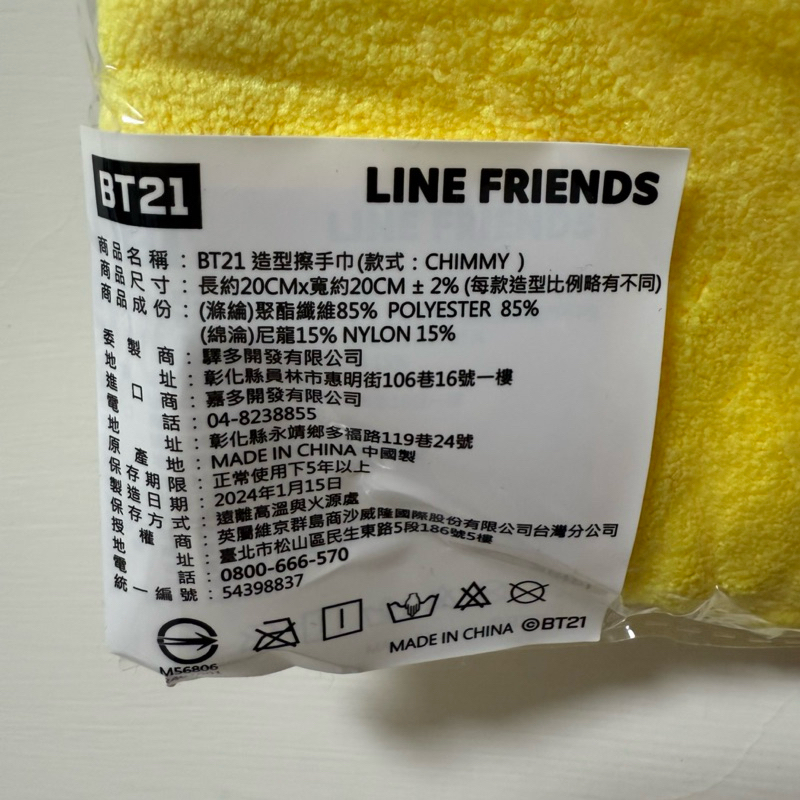 BT21
LINE FRIENDS
商品名稱：BT21 造型擦手巾(款式：CHIMMY )
商品尺寸：長約20CMx寬約20CM ± 2% (每款造型比例略有不同)
商品成份：(滌綸)聚酯纖維85% POLYESTER 85%
(綿淪)尼龍15% NYLON 15%
委製商：驛多開發有限公司
地址：彰化縣員林市惠明街106巷16號一樓
進口商：嘉多開發有限公司
電話：04-8238855
地址：彰化縣永靖鄉多福路119巷24號
原產地：MADE IN CHINA 中國製
保存期限：正常使用下5年以上
製造日期：2024年1月15日
保存方式：遠離高溫與火源處
授權：英屬維京群島商沙威隆國際股份有限公司台灣分公司
地址：臺北市松山區民生東路5段186號5樓
電話：0800-666-570
統一編號：54398837
M56806
MADE IN CHINA ©BT21